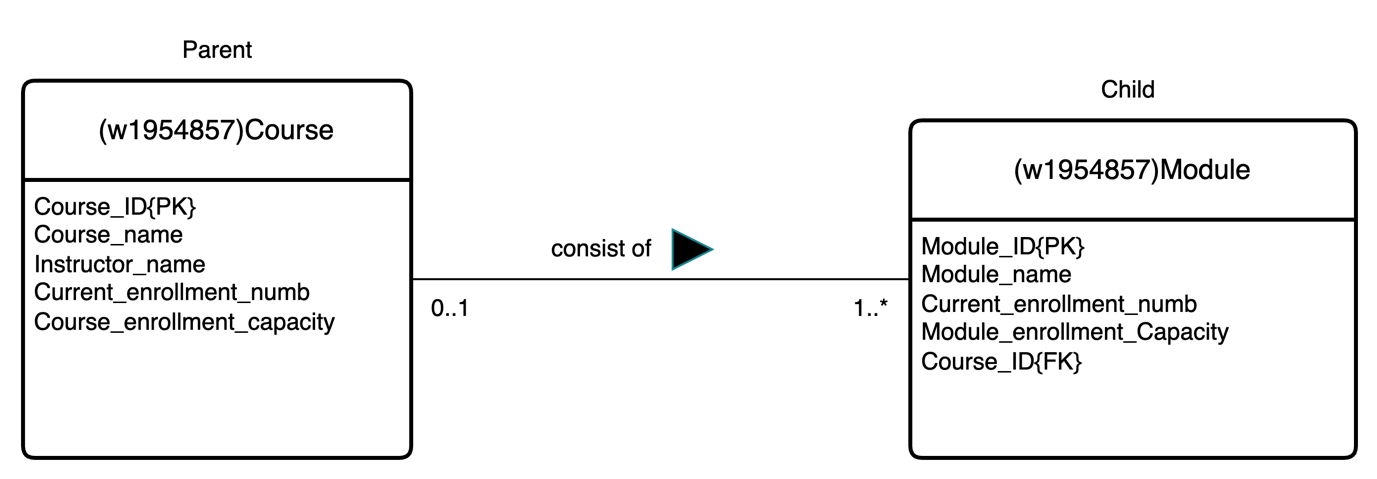 Parent
(w1954857)Course
Course_ID{PK}
Course_name
Instructor_name
Current_enrollment_numb
Course_enrollment_capacity
consist of
0..1
1..*
Child
(w1954857)Module
Module_ID{PK}
Module_name
Current_enrollment_numb
Module_enrollment_Capacity
Course_ID{FK}